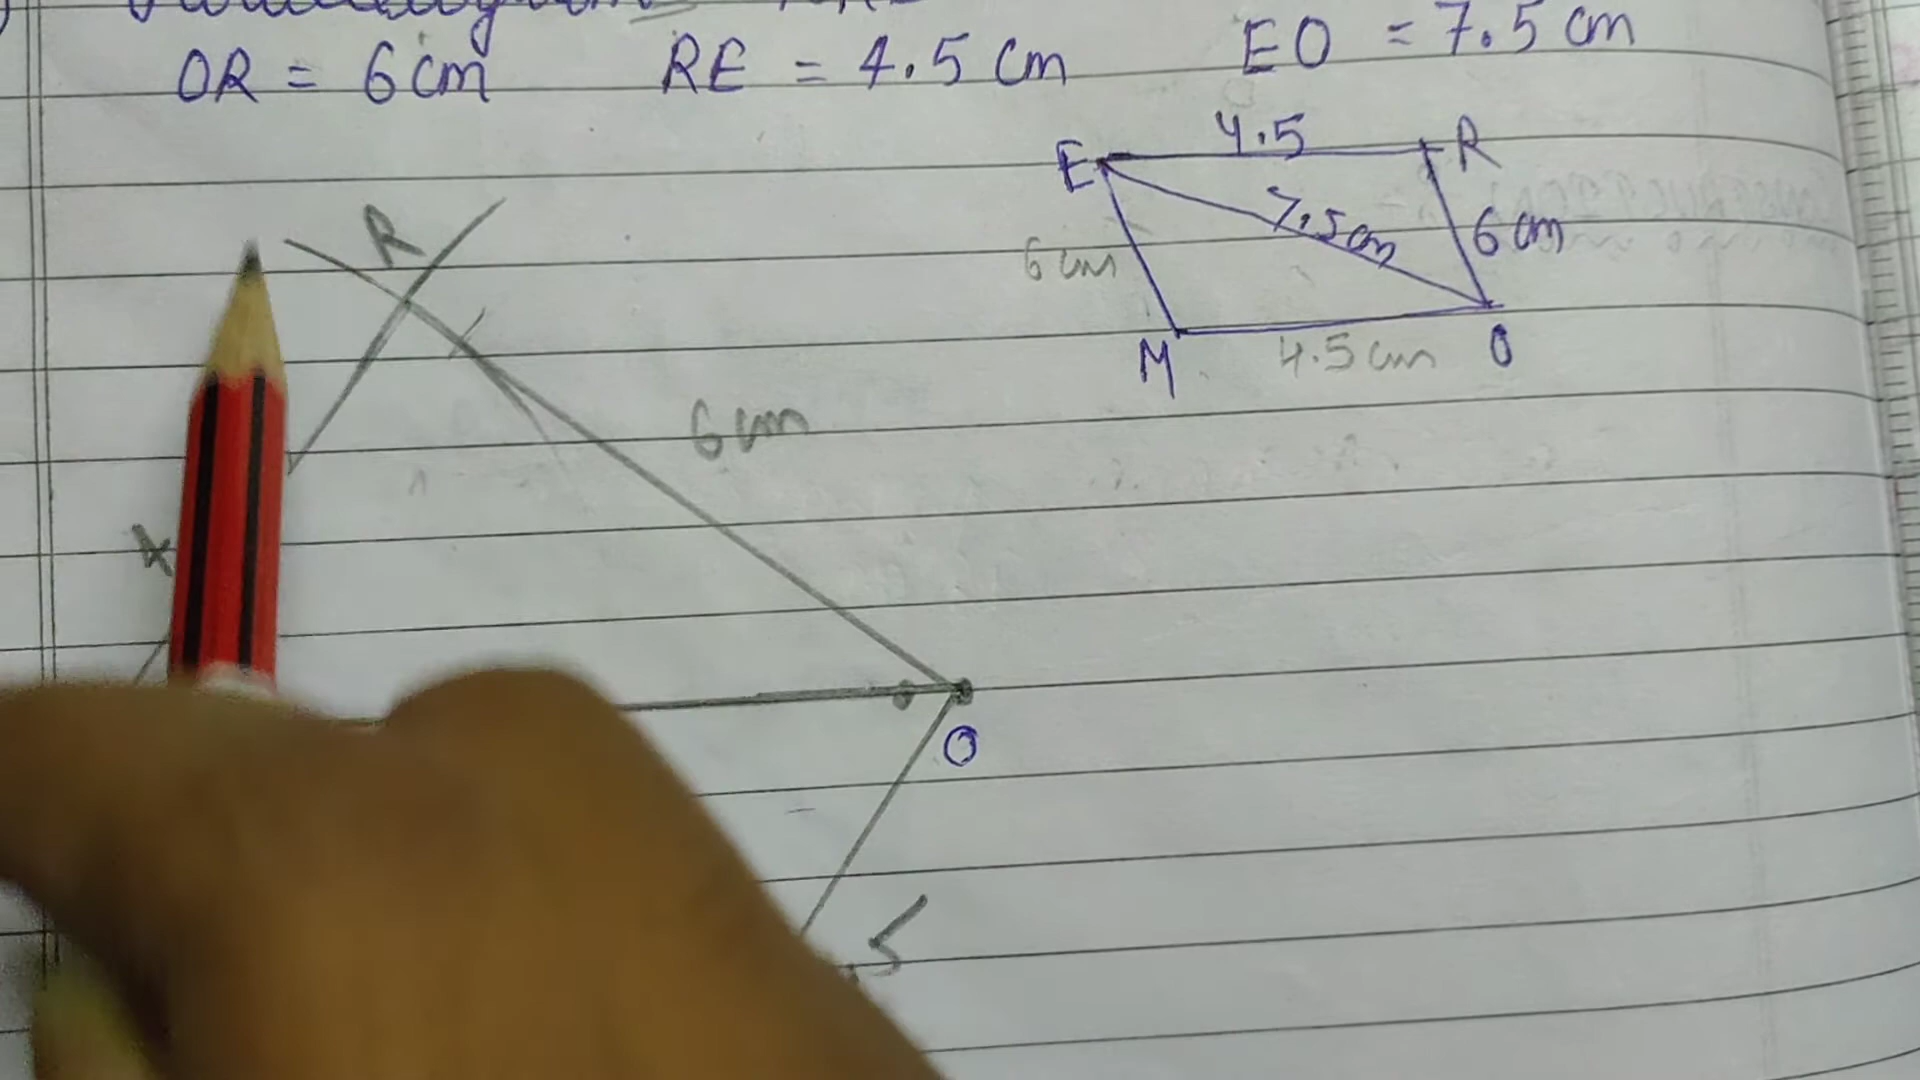 OR = 6 cm RE = 4.5 cm EO = 7.5 cm
E 4.5 R
7.5 cm
6 cm 6 cm
M 4.5 cm O
R
6 cm
O